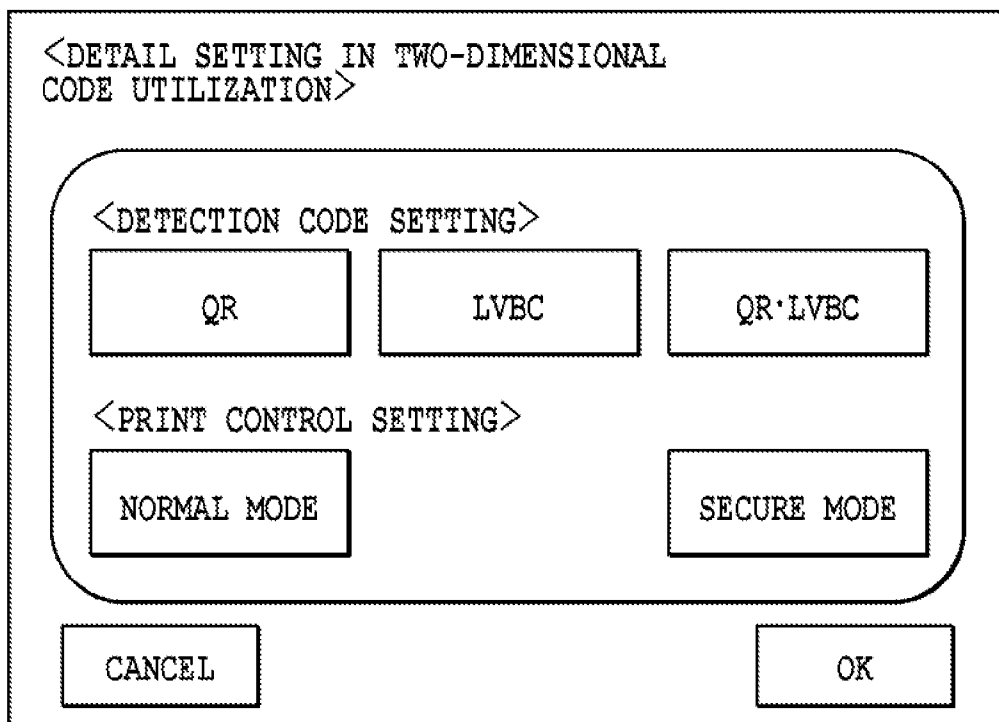 <DETAIL SETTING IN TWO-DIMENSIONAL
CODE UTILIZATION>
<DETECTION CODE SETTING>
QR LVBC QR·LVBC
<PRINT CONTROL SETTING>
NORMAL MODE SECURE MODE
CANCEL OK